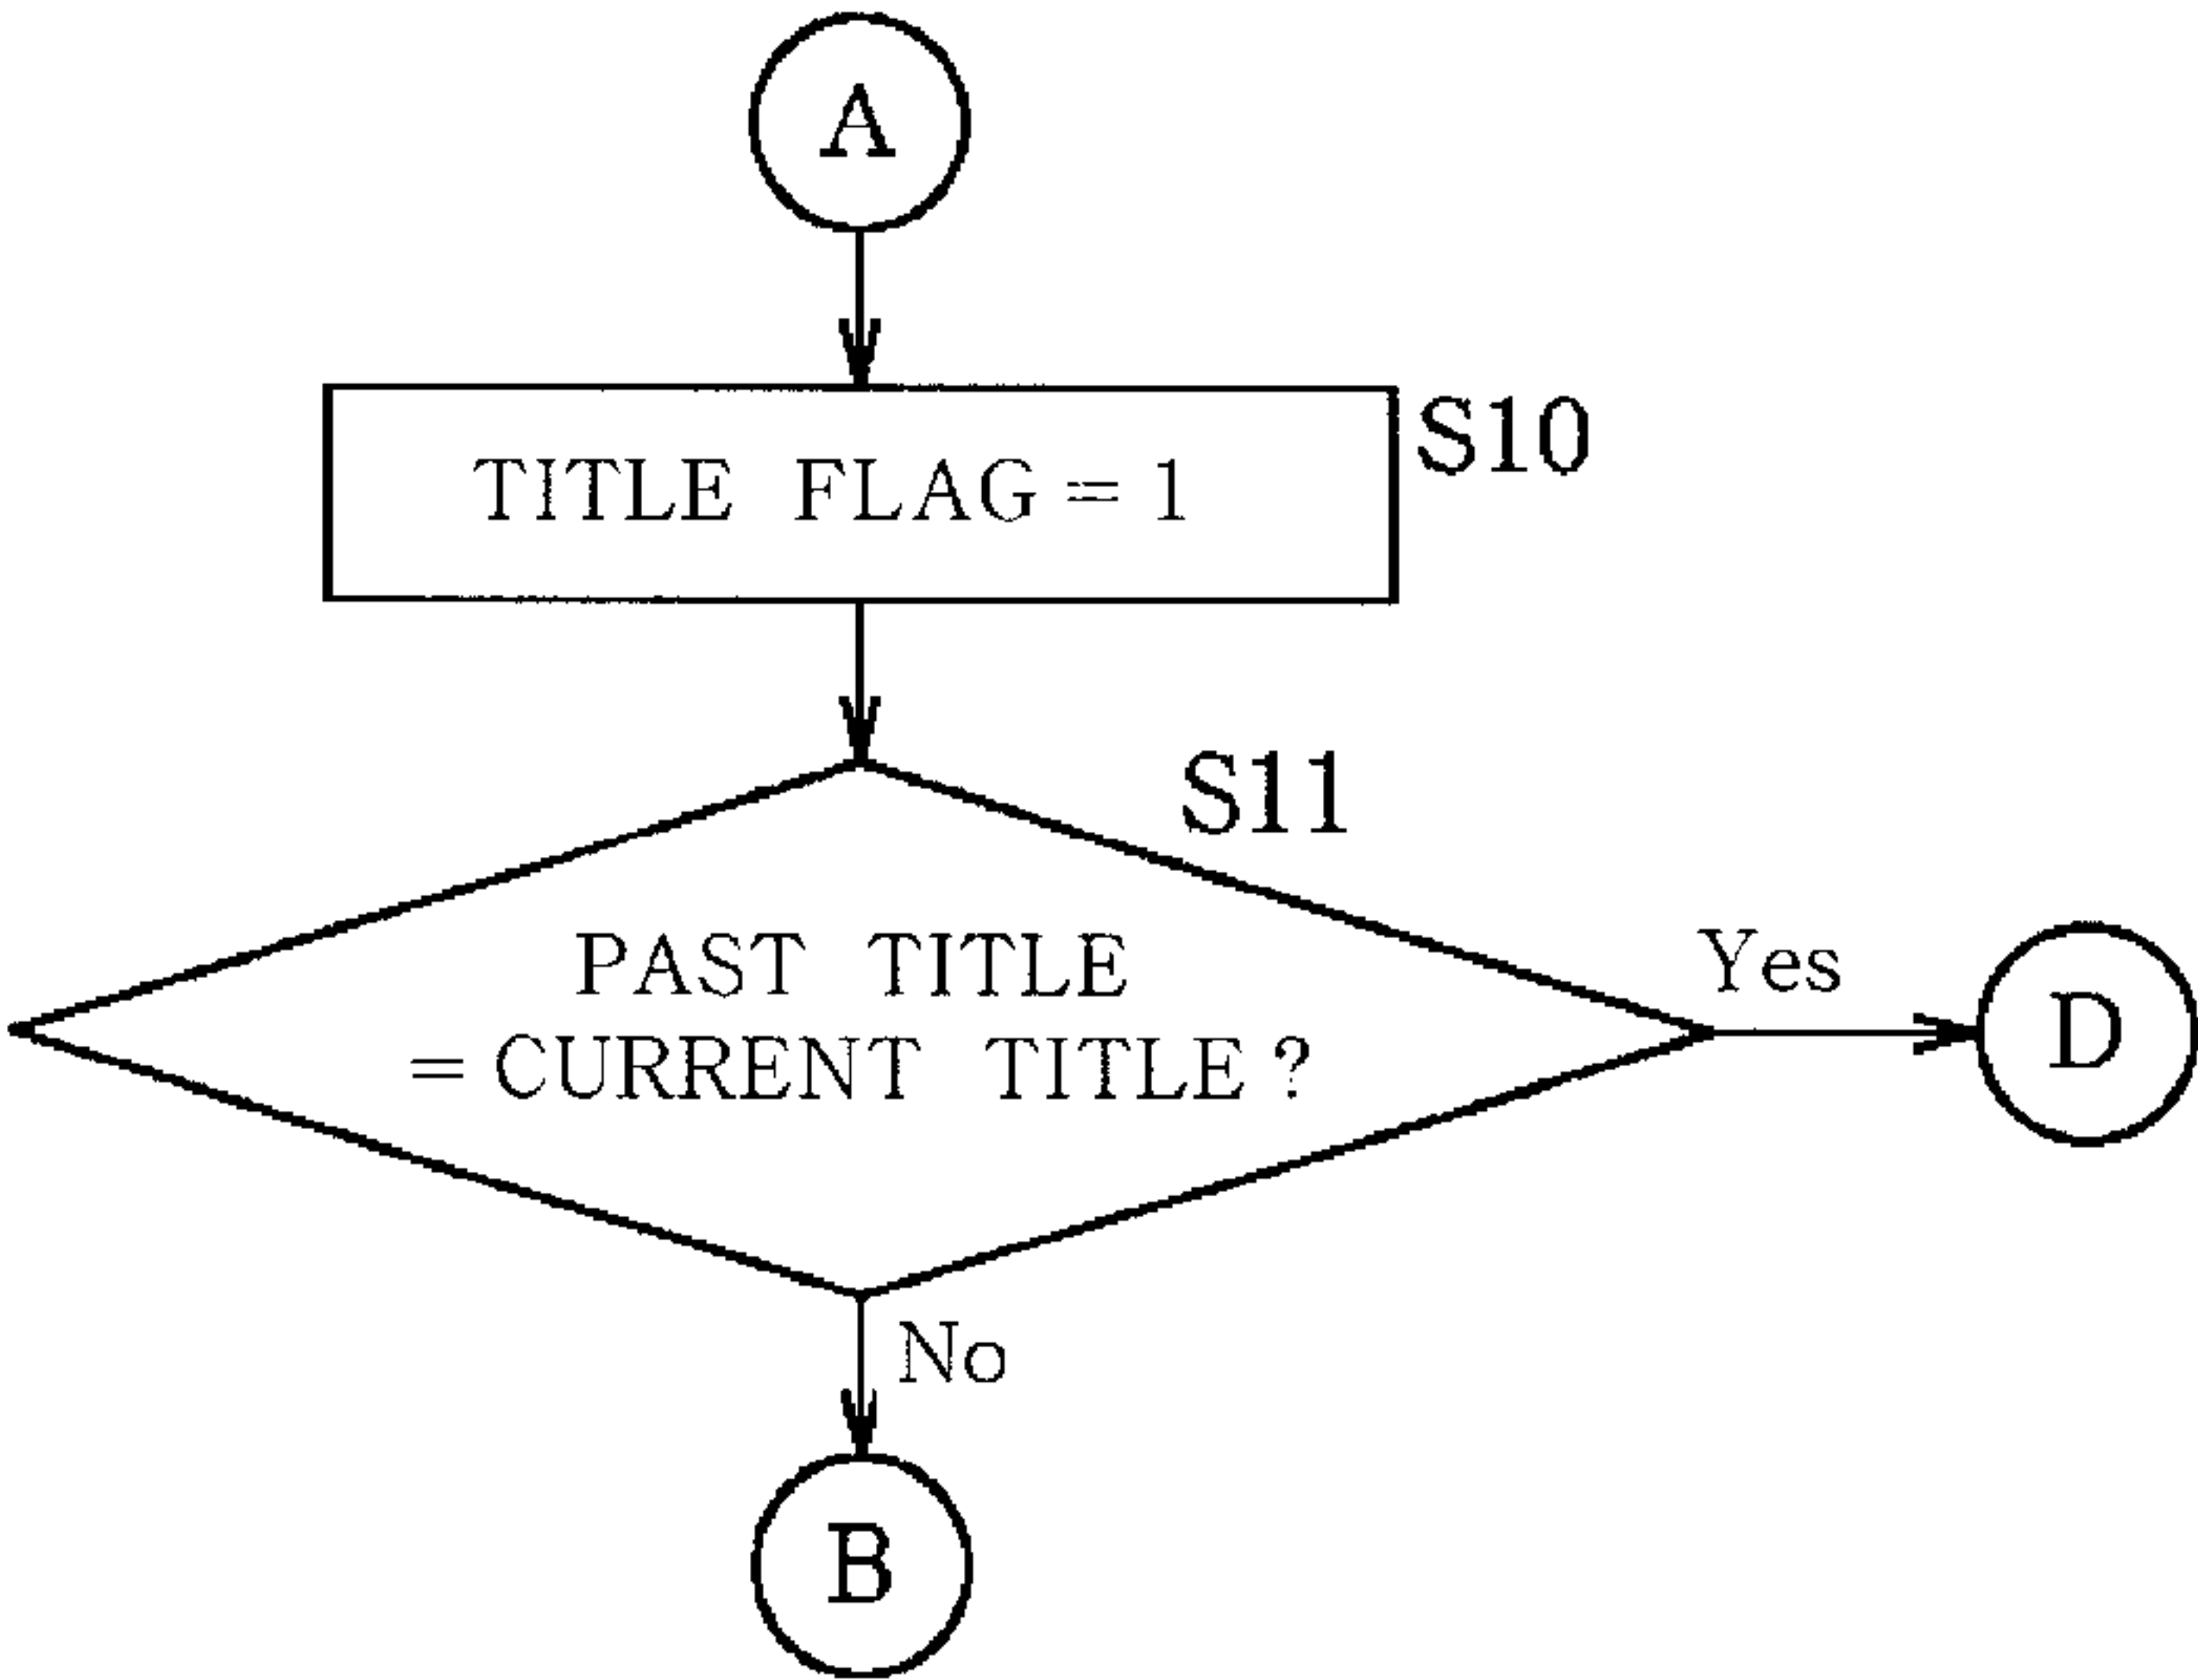 A
S10
TITLE FLAG = 1
S11
PAST TITLE
= CURRENT TITLE ?
Yes
D
No
B